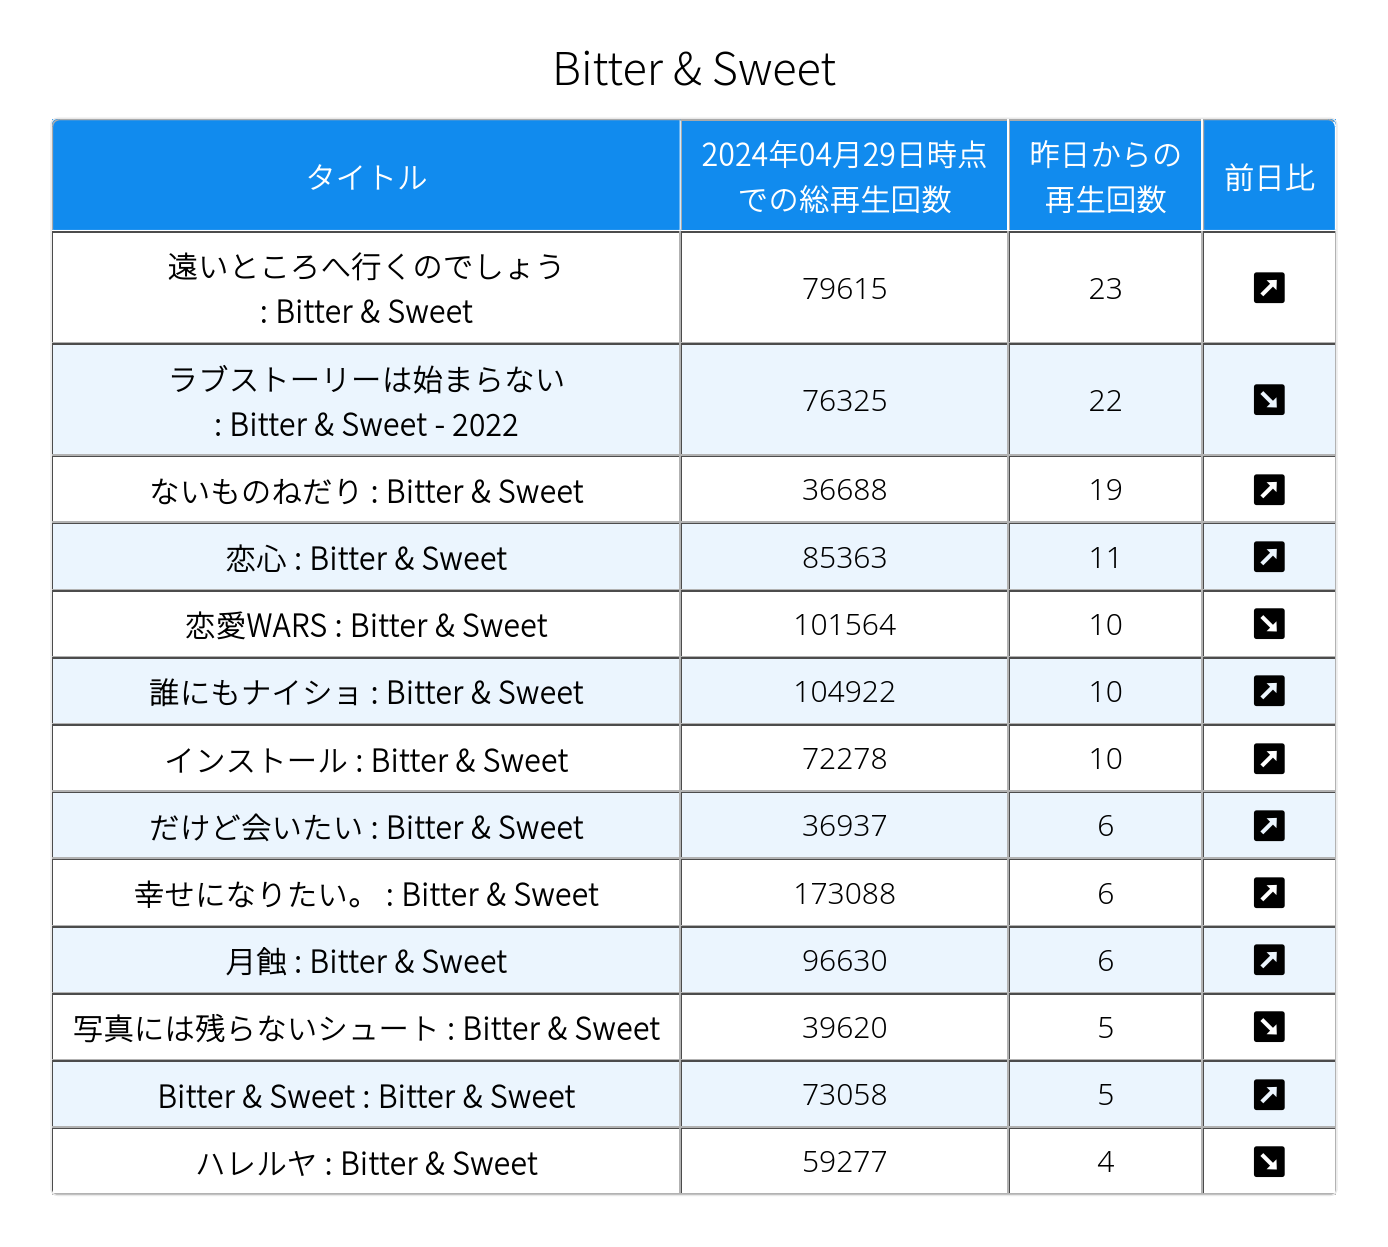 Bitter & Sweet
タイトル
2024年04月29日時点
での総再生回数
昨日からの
再生回数
前日比
遠いところへ行くのでしょう
: Bitter & Sweet
79615
23
ラブストーリーは始まらない
: Bitter & Sweet - 2022
76325
22
ないものねだり : Bitter & Sweet
36688
19
恋心 : Bitter & Sweet
85363
11
恋愛WARS : Bitter & Sweet
101564
10
誰にもナイショ : Bitter & Sweet
104922
10
インストール : Bitter & Sweet
72278
10
だけど会いたい : Bitter & Sweet
36937
6
幸せになりたい。 : Bitter & Sweet
173088
6
月蝕 : Bitter & Sweet
96630
6
写真には残らないシュート : Bitter & Sweet
39620
5
Bitter & Sweet : Bitter & Sweet
73058
5
ハレルヤ : Bitter & Sweet
59277
4